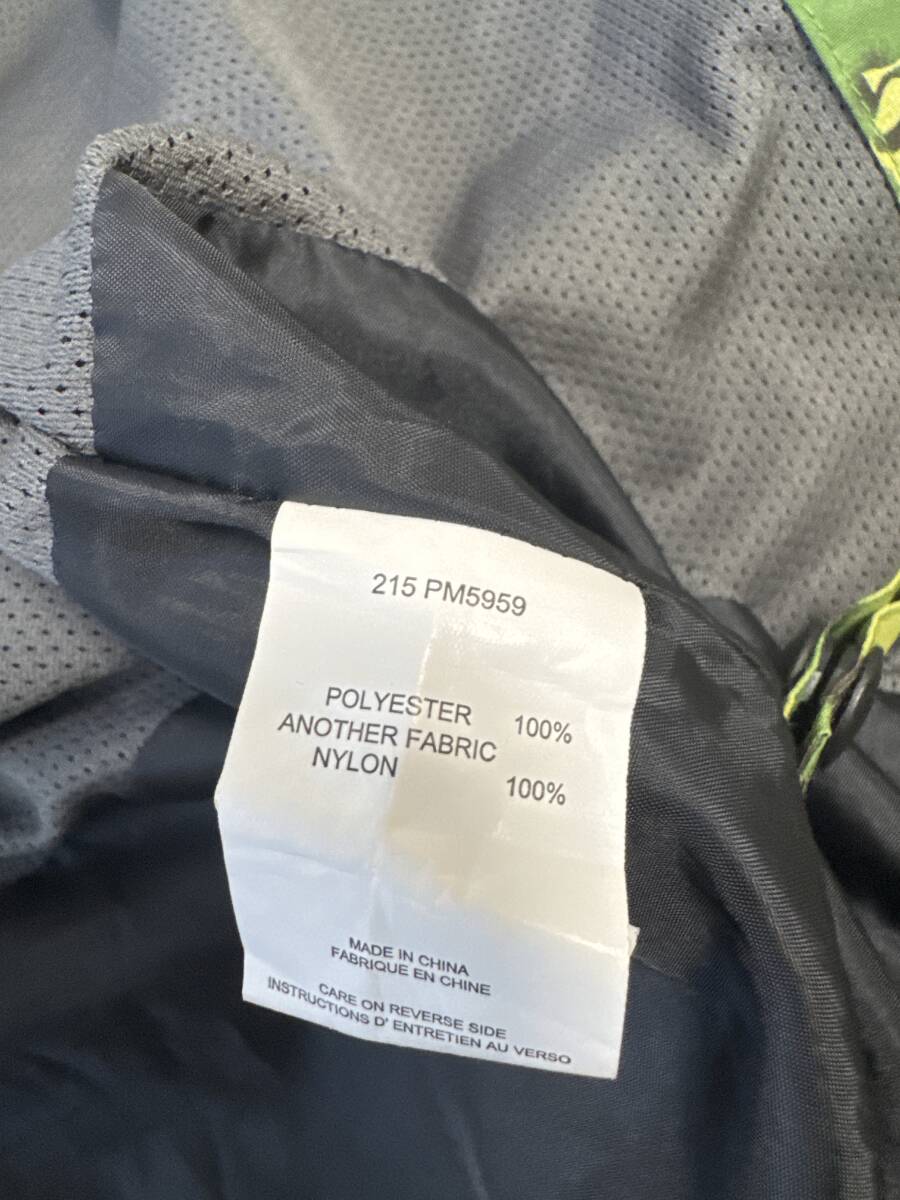 215 PM5959
POLYESTER 100%
ANOTHER FABRIC
NYLON 100%
MADE IN CHINA
FABRIQUE EN CHINE
CARE ON REVERSE SIDE
INSTRUCTIONS D' ENTRETIEN AU VERSO